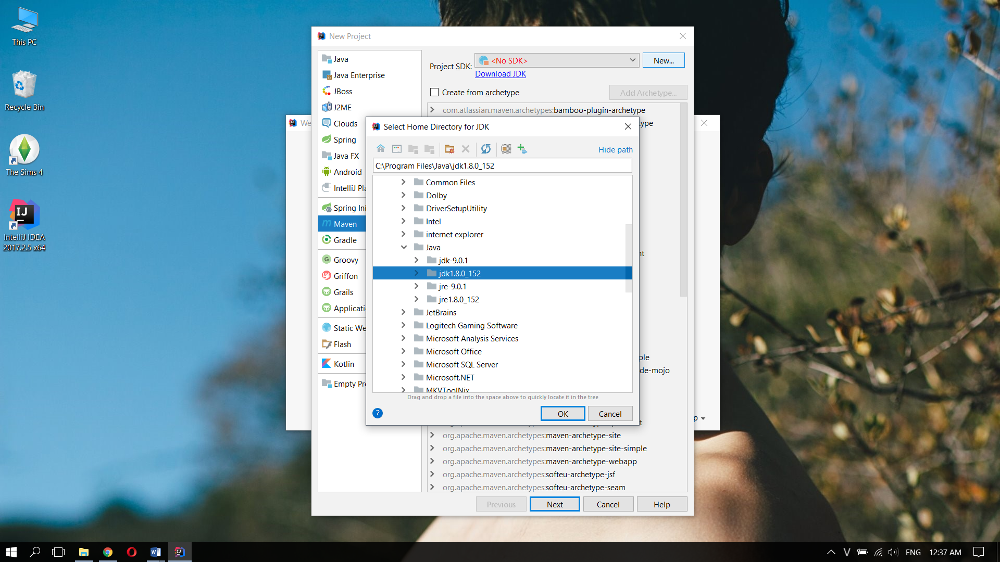 This PC
Recycle Bin
The Sims 4
IntelliJ IDEA
2017.2.5 x64
New Project
Java
Java Enterprise
JBoss
J2ME
Clouds
Spring
Java FX
Android
IntelliJ Pla
Spring Ini
Maven
Gradle
Groovy
Griffon
Grails
Applicati
Static We
Flash
Kotlin
Empty Pr
Project SDK:
<No SDK>
New...
Download JDK
Create from archetype
Add Archetype...
com.atlassian.maven.archetypes:bamboo-plugin-archetype
We
Select Home Directory for JDK
Hide path
C:\Program Files\Java\jdk1.8.0_152
Common Files
Dolby
DriverSetupUtility
Intel
internet explorer
Java
jdk-9.0.1
jdk1.8.0_152
jre-9.0.1
jre1.8.0_152
JetBrains
Logitech Gaming Software
Microsoft Analysis Services
Microsoft Office
Microsoft SQL Server
Microsoft.NET
MKVToolNix
Drag and drop a file into the space above to quickly locate it in the tree
?
OK
Cancel
type
nt
ple
de-mojo
t
p
org.apache.maven.archetypes:maven-archetype-site
org.apache.maven.archetypes:maven-archetype-site-simple
org.apache.maven.archetypes:maven-archetype-webapp
org.apache.maven.archetypes:softeu-archetype-jsf
org.apache.maven.archetypes:softeu-archetype-seam
Previous
Next
Cancel
Help
ENG
12:37 AM